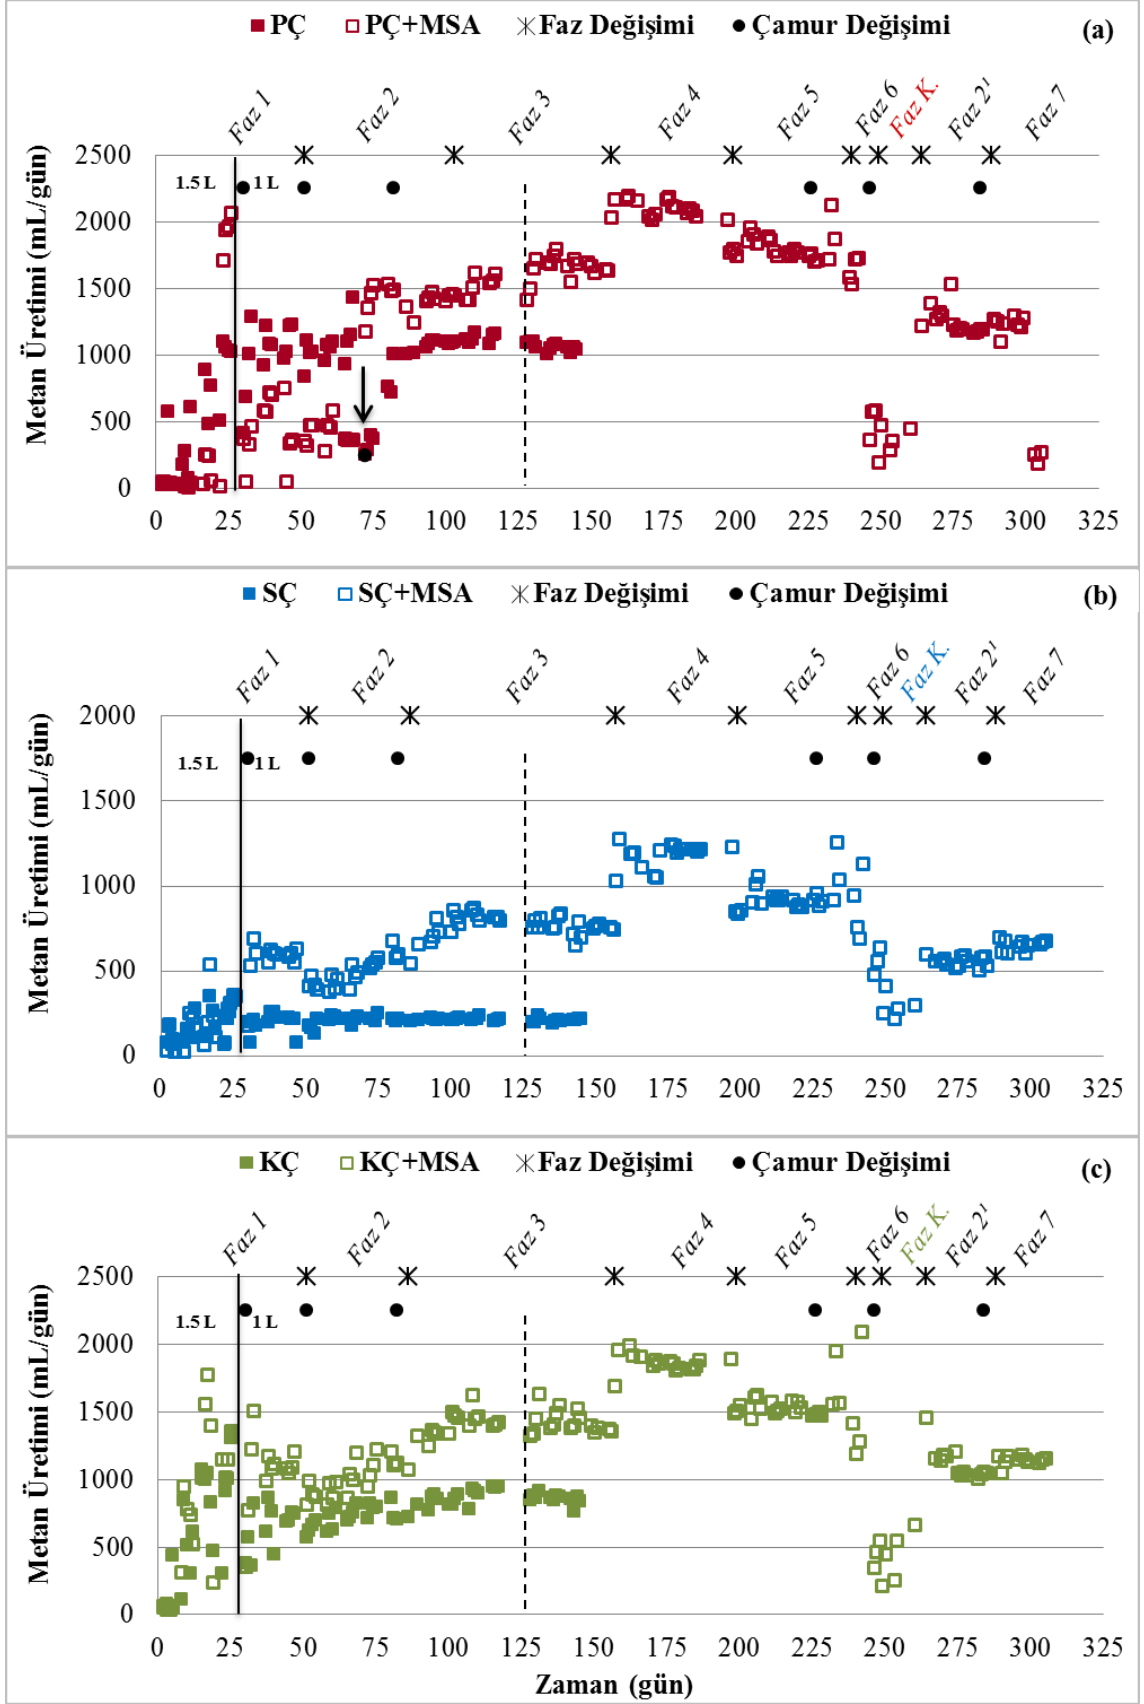 PÇ PÇ+MSA Faz Değişimi Çamur Değişimi (a)
Faz 1 Faz 2 Faz 3 Faz 4 Faz 5 Faz 6 Faz K. Faz 2¹ Faz 7
Metan Üretimi (mL/gün)
2500
1.5 L 1 L
2000
1500
1000
500
0
0 25 50 75 100 125 150 175 200 225 250 275 300 325
SÇ SÇ+MSA Faz Değişimi Çamur Değişimi (b)
Faz 1 Faz 2 Faz 3 Faz 4 Faz 5 Faz 6 Faz K. Faz 2¹ Faz 7
Metan Üretimi (mL/gün)
2000
1.5 L 1 L
1500
1000
500
0
0 25 50 75 100 125 150 175 200 225 250 275 300 325
KÇ KÇ+MSA Faz Değişimi Çamur Değişimi (c)
Faz 1 Faz 2 Faz 3 Faz 4 Faz 5 Faz 6 Faz K. Faz 2¹ Faz 7
Metan Üretimi (mL/gün)
2500
1.5 L 1 L
2000
1500
1000
500
0
0 25 50 75 100 125 150 175 200 225 250 275 300 325
Zaman (gün)